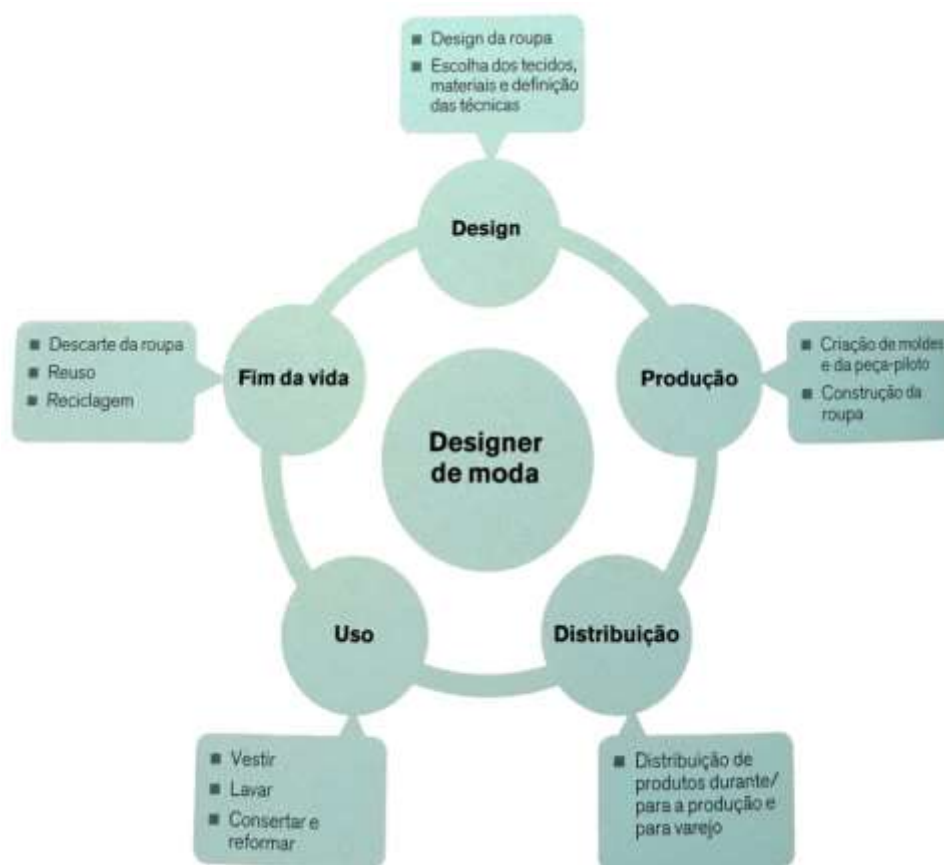 ■ Design da roupa
■ Escolha dos tecidos,
materiais e definição
das técnicas
Design
■ Descarte da roupa
■ Reuso
■ Reciclagem
Fim da vida
Produção
■ Criação de moldes
e da peça-piloto
■ Construção da
roupa
Designer
de moda
Uso
Distribuição
■ Vestir
■ Lavar
■ Consertar e
reformar
■ Distribuição de
produtos durante/
para a produção e
para varejo